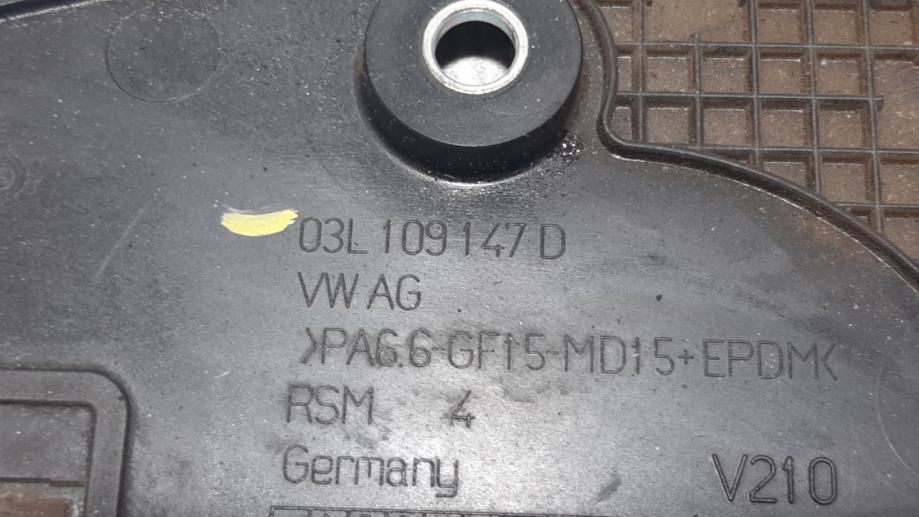 03L 109 147 D
VW AG
>PA6.6-GF15-MD15+EPDM<
RSM 4
Germany V210